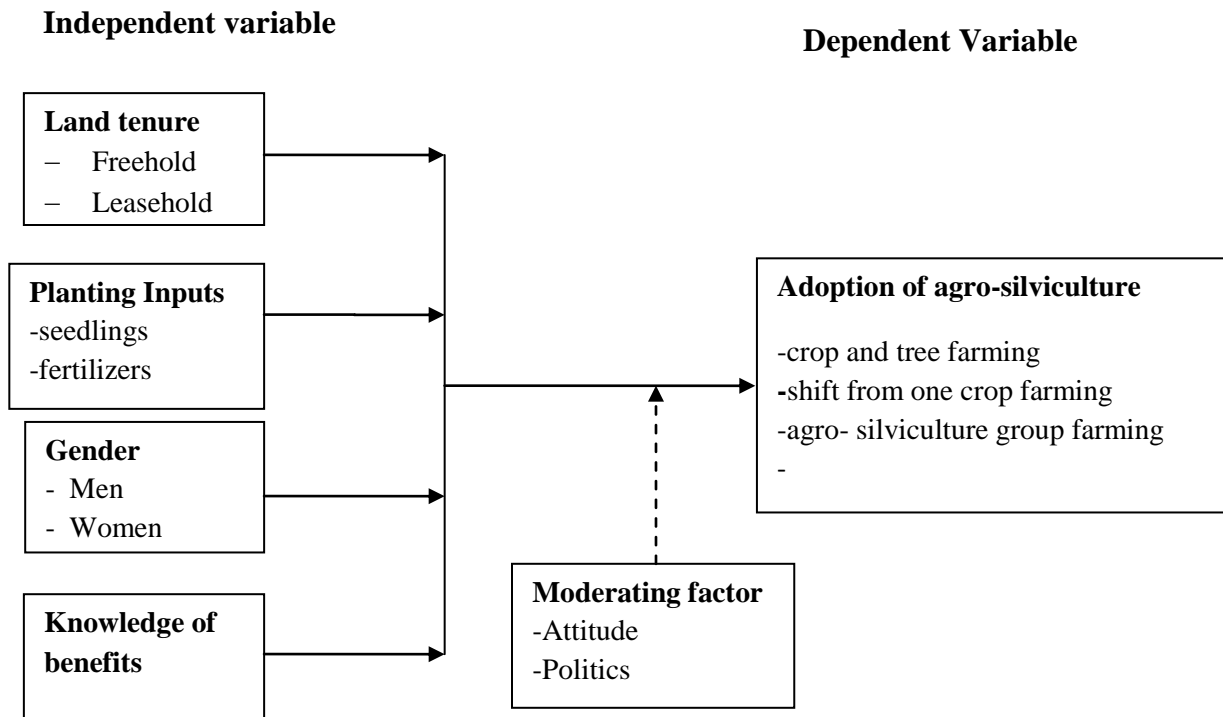 Independent variable
Dependent Variable
Land tenure
– Freehold
– Leasehold
Planting Inputs
-seedlings
-fertilizers
Gender
- Men
- Women
Knowledge of
benefits
Moderating factor
-Attitude
-Politics
Adoption of agro-silviculture
-crop and tree farming
-shift from one crop farming
-agro- silviculture group farming
-